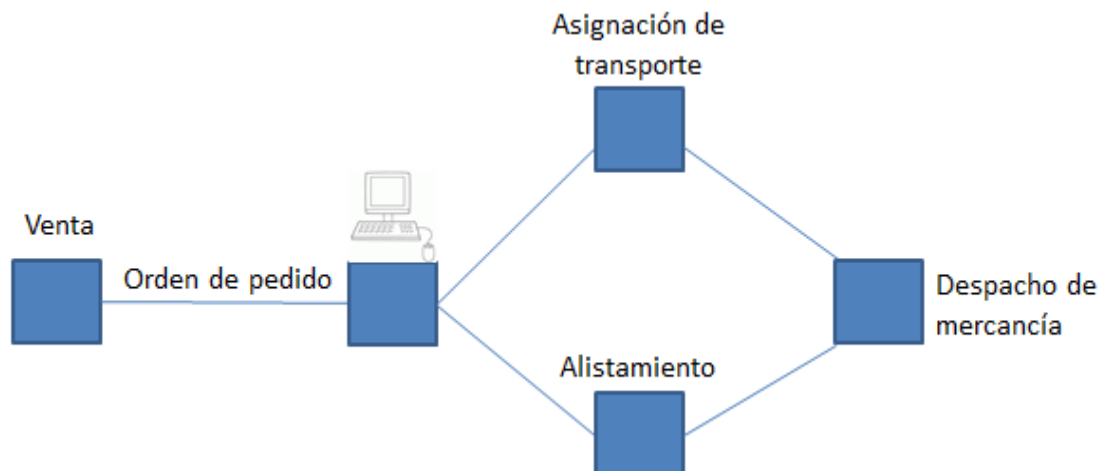 Asignación de
transporte
Venta
Orden de pedido
Despacho de
mercancía
Alistamiento